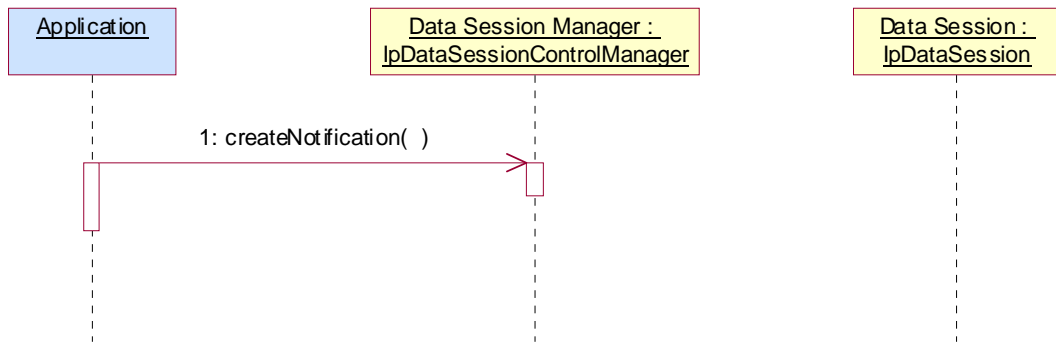 Application
Data Session Manager :
IpDataSessionControlManager
Data Session :
IpDataSession
1: createNotification( )